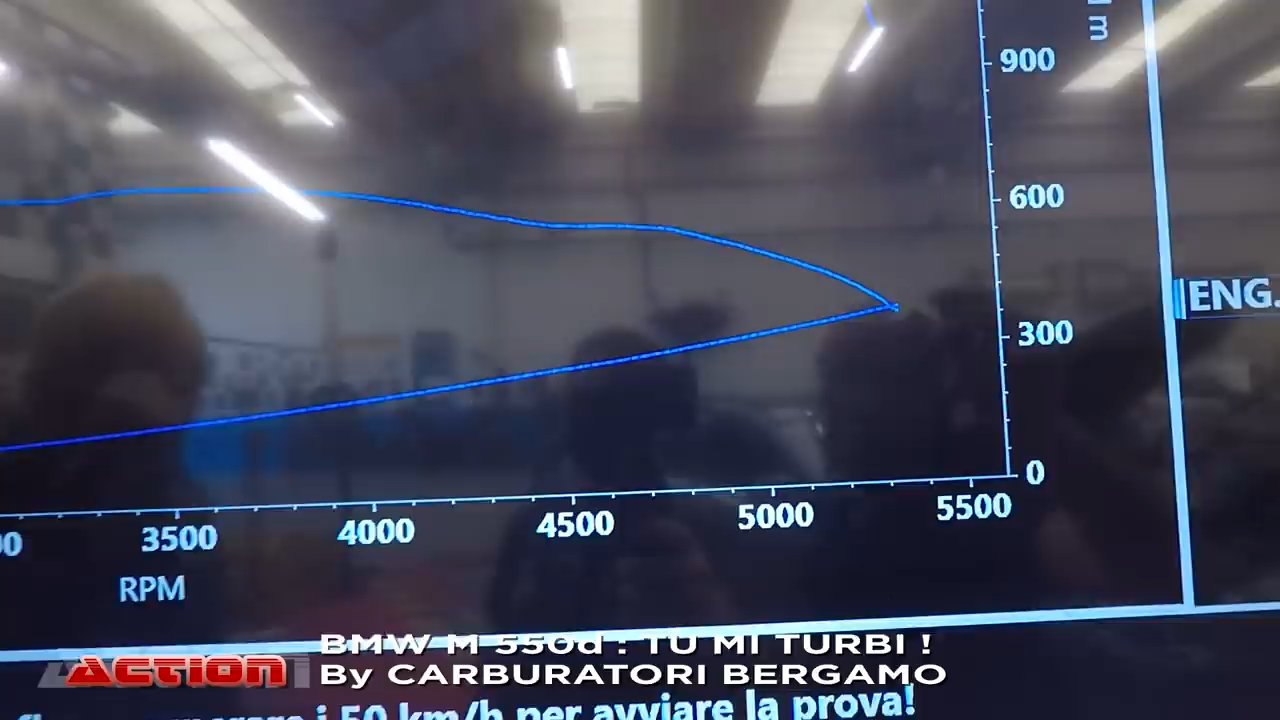 m
900
600
ENG.
300
0
3500 4000 4500 5000 5500
RPM
BMW M 550d : TU MI TURBI !
ACTION By CARBURATORI BERGAMO
i 50 km/h per avviare la prova!